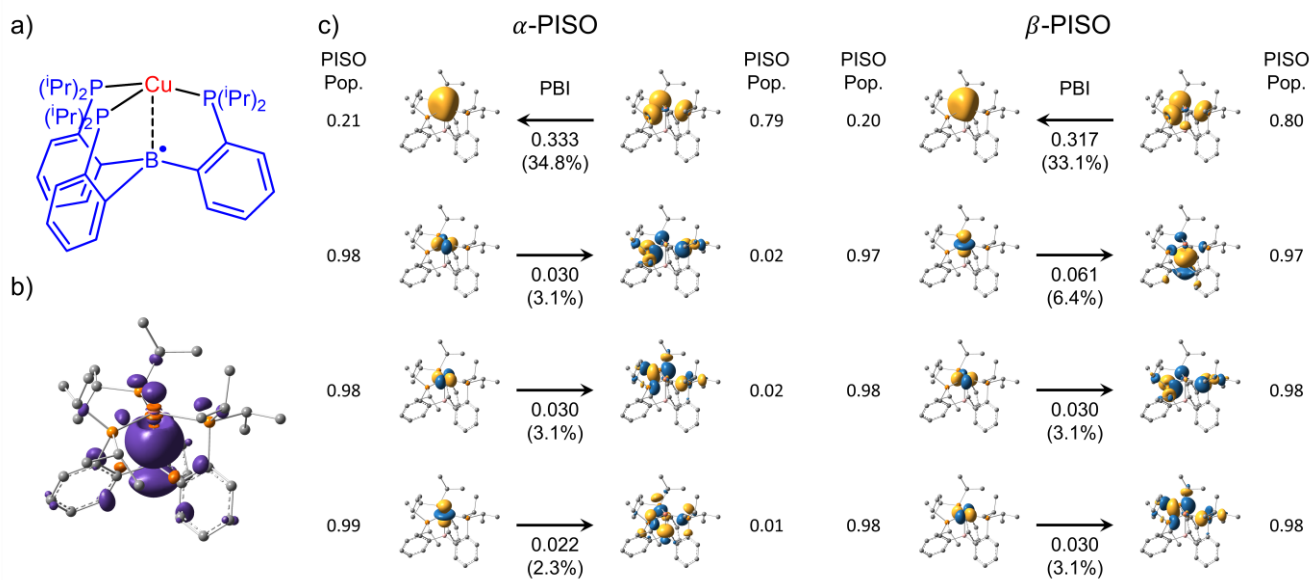 a)
(iPr)2P
Cu
P(iPr)2
(iPr)2
P
B
b)
c)
α-PISO
β-PISO
PISO
Pop.
PBI
PISO
Pop.
PISO
Pop.
PBI
PISO
Pop.
0.21
0.333
(34.8%)
0.79
0.20
0.317
(33.1%)
0.80
0.98
0.030
(3.1%)
0.02
0.97
0.061
(6.4%)
0.97
0.98
0.030
(3.1%)
0.02
0.98
0.030
(3.1%)
0.98
0.99
0.022
(2.3%)
0.01
0.98
0.030
(3.1%)
0.98